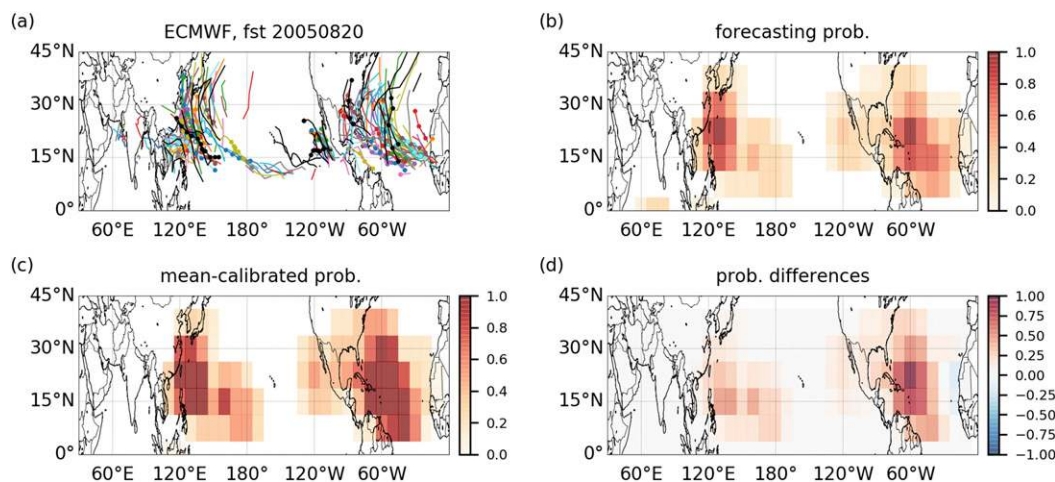 (a)
ECMWF, fst 20050820
45°N
30°N
15°N
0°
60°E
120°E
180°
120°W
60°W
(b)
forecasting prob.
45°N
30°N
15°N
0°
60°E
120°E
180°
120°W
60°W
1.0
0.8
0.6
0.4
0.2
0.0
(c)
mean-calibrated prob.
45°N
30°N
15°N
0°
60°E
120°E
180°
120°W
60°W
1.0
0.8
0.6
0.4
0.2
0.0
(d)
prob. differences
45°N
30°N
15°N
0°
60°E
120°E
180°
120°W
60°W
1.00
0.75
0.50
0.25
0.00
−0.25
−0.50
−0.75
−1.00